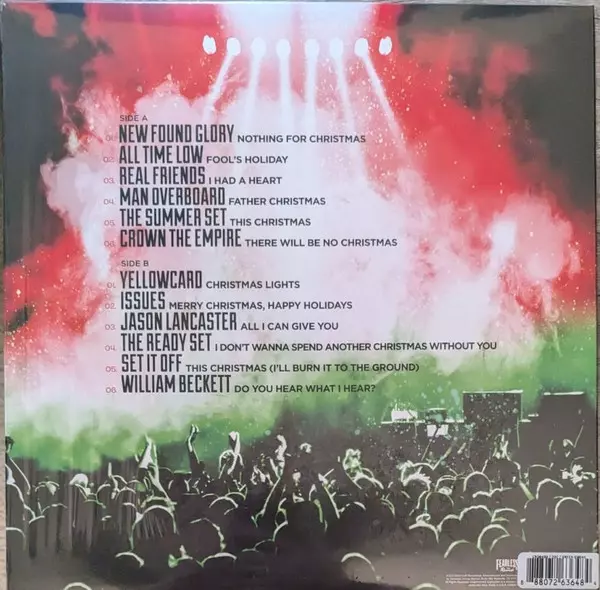 SIDE A
01. NEW FOUND GLORY NOTHING FOR CHRISTMAS
02. ALL TIME LOW FOOL'S HOLIDAY
03. REAL FRIENDS I HAD A HEART
04. MAN OVERBOARD FATHER CHRISTMAS
05. THE SUMMER SET THIS CHRISTMAS
06. CROWN THE EMPIRE THERE WILL BE NO CHRISTMAS
SIDE B
01. YELLOWCARD CHRISTMAS LIGHTS
02. ISSUES MERRY CHRISTMAS, HAPPY HOLIDAYS
03. JASON LANCASTER ALL I CAN GIVE YOU
04. THE READY SET I DON'T WANNA SPEND ANOTHER CHRISTMAS WITHOUT YOU
05. SET IT OFF THIS CHRISTMAS (I'LL BURN IT TO THE GROUND)
06. WILLIAM BECKETT DO YOU HEAR WHAT I HEAR?
FEARLESS
8 88072 63648 4